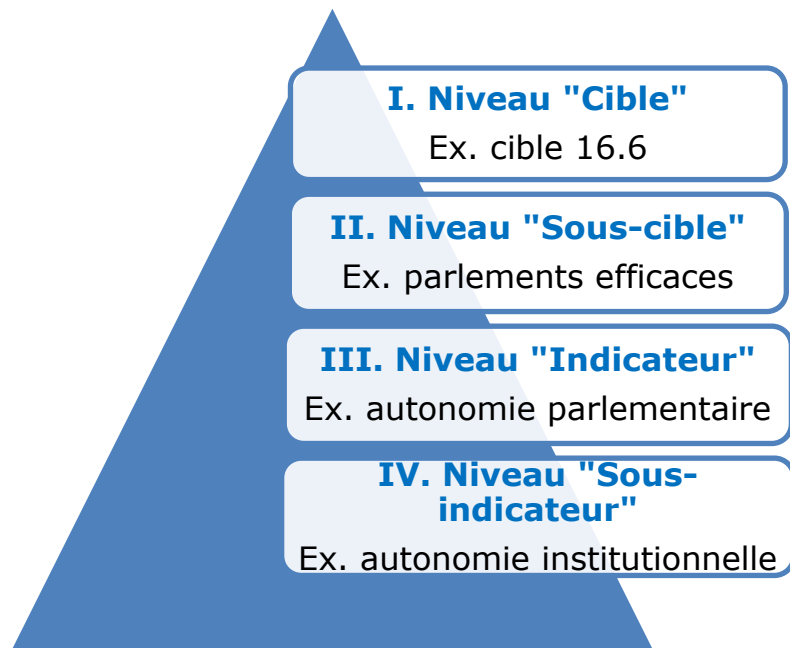 I. Niveau "Cible"
Ex. cible 16.6
II. Niveau "Sous-cible"
Ex. parlements efficaces
III. Niveau "Indicateur"
Ex. autonomie parlementaire
IV. Niveau "Sous-
indicateur"
Ex. autonomie institutionnelle